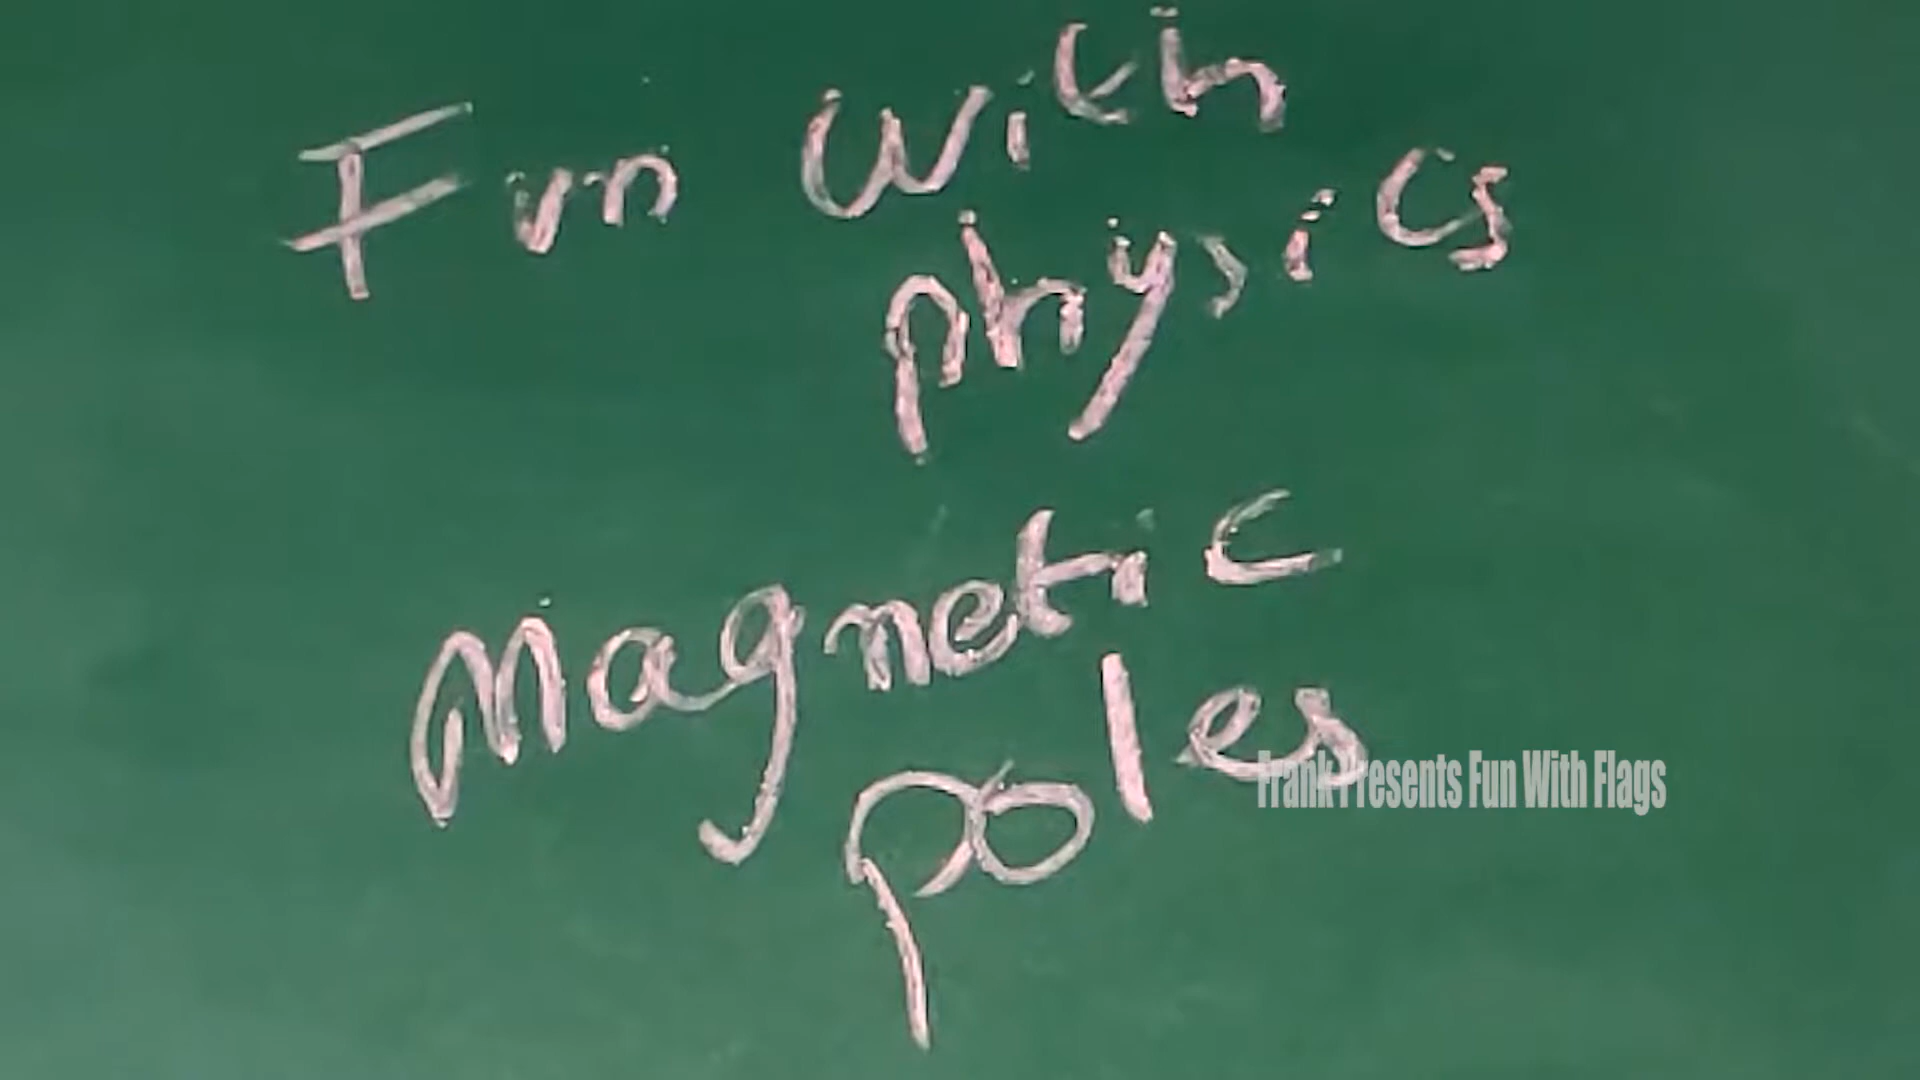 Fun with
physics
Magnetic
poles
Frank Presents Fun With Flags